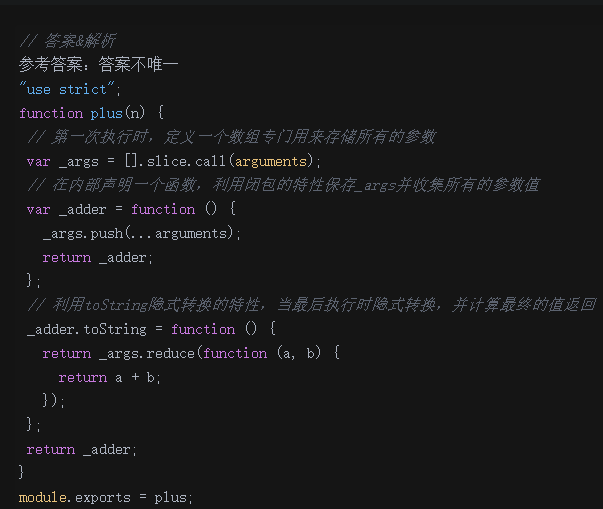 // 答案&解析
参考答案：答案不唯一
"use strict";
function plus(n) {
// 第一次执行时，定义一个数组专门用来存储所有的参数
var _args = [].slice.call(arguments);
// 在内部声明一个函数，利用闭包的特性保存_args并收集所有的参数值
var _adder = function () {
_args.push(...arguments);
return _adder;
};
// 利用toString隐式转换的特性，当最后执行时隐式转换，并计算最终的值返回
_adder.toString = function () {
return _args.reduce(function (a, b) {
return a + b;
});
};
return _adder;
}
module.exports = plus;